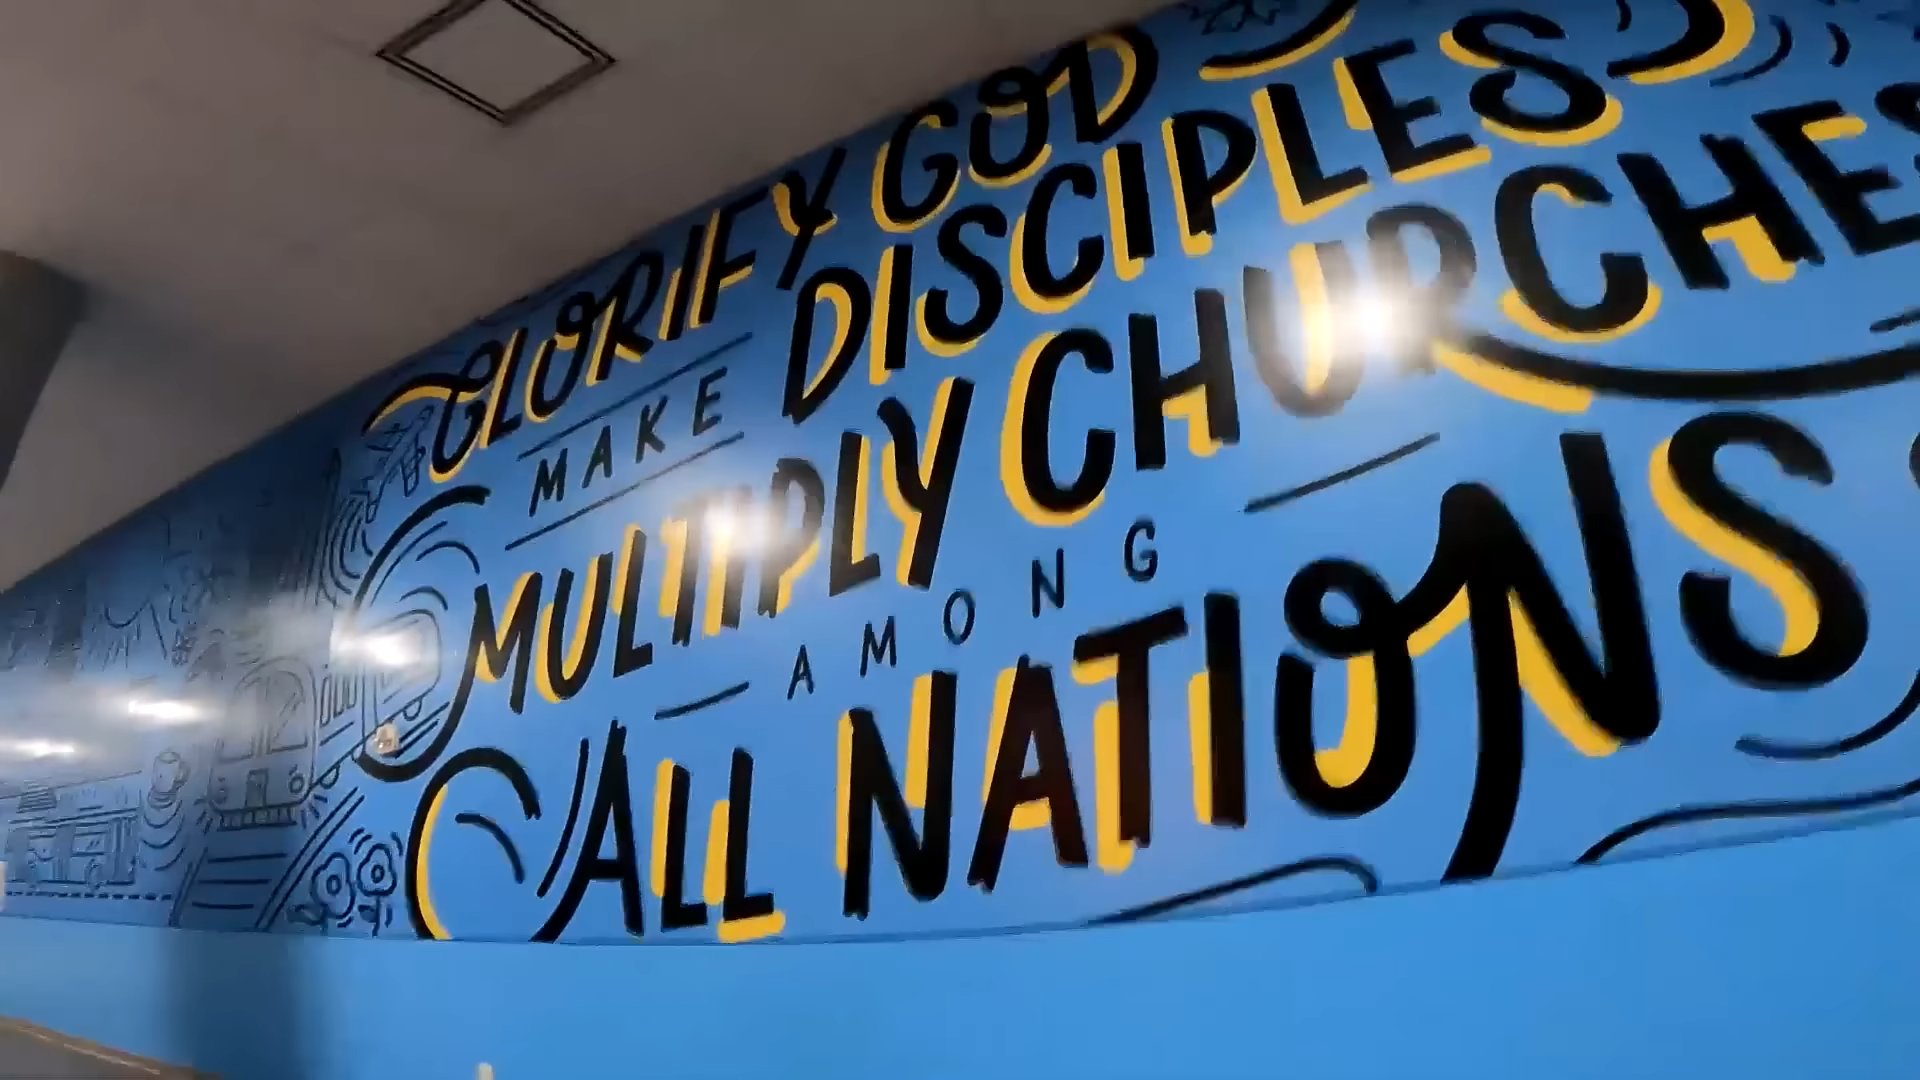 GLORIFY GOD
MAKE DISCIPLES
MULTIPLY CHURCHES
AMONG
ALL NATIONS